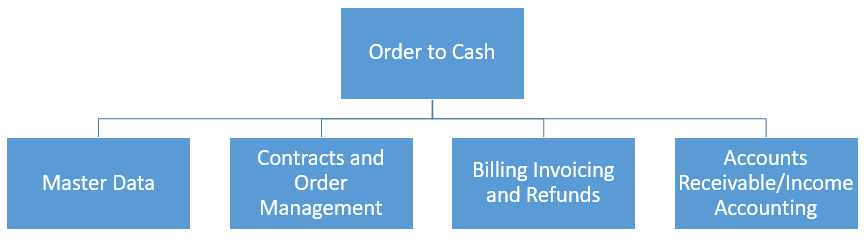 Order to Cash
Master Data
Contracts and
Order
Management
Billing Invoicing
and Refunds
Accounts
Receivable/Income
Accounting